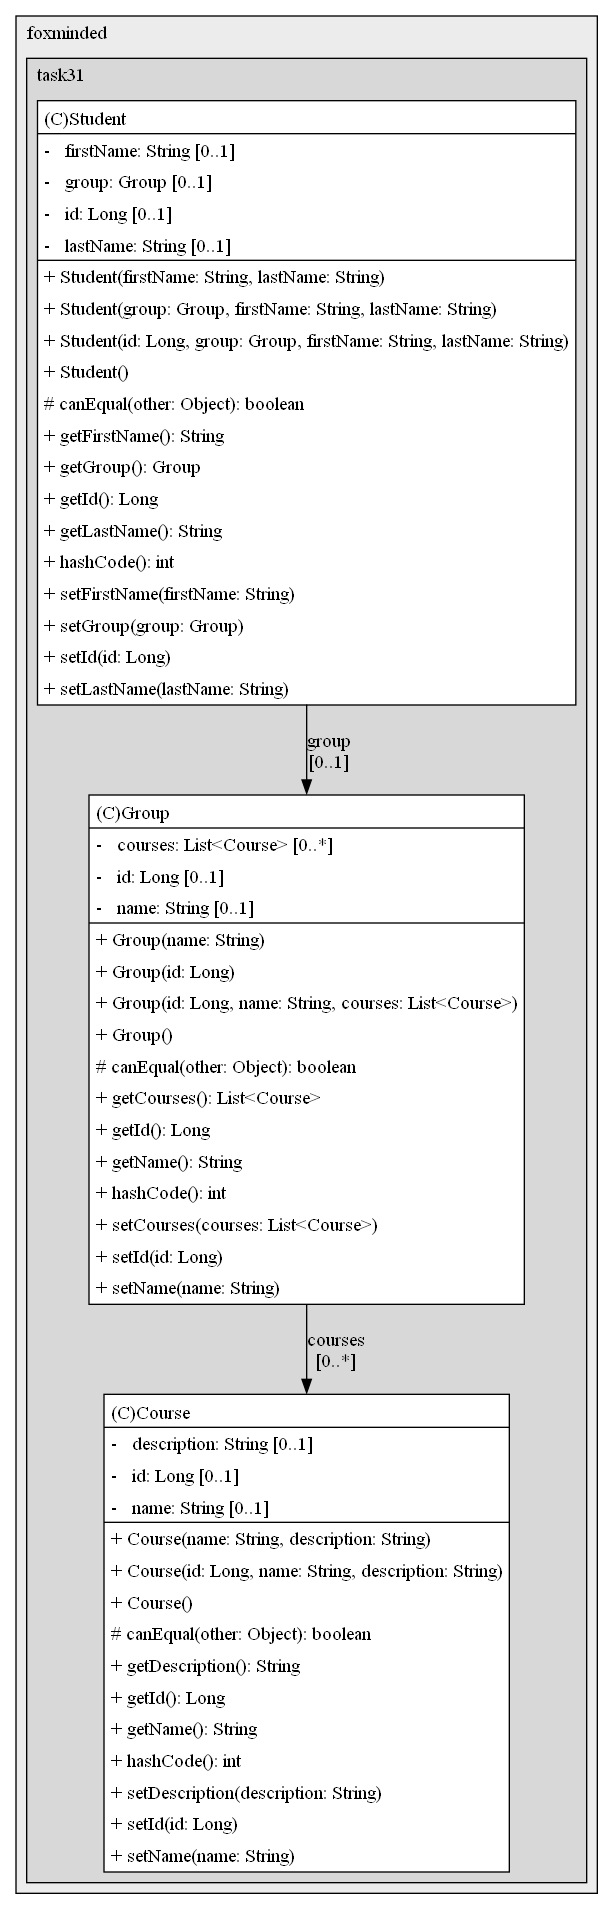 foxminded
task31
(C)Student
- firstName: String [0..1]
- group: Group [0..1]
- id: Long [0..1]
- lastName: String [0..1]
+ Student(firstName: String, lastName: String)
+ Student(group: Group, firstName: String, lastName: String)
+ Student(id: Long, group: Group, firstName: String, lastName: String)
+ Student()
# canEqual(other: Object): boolean
+ getFirstName(): String
+ getGroup(): Group
+ getId(): Long
+ getLastName(): String
+ hashCode(): int
+ setFirstName(firstName: String)
+ setGroup(group: Group)
+ setId(id: Long)
+ setLastName(lastName: String)
group
[0..1]
(C)Group
- courses: List<Course> [0..*]
- id: Long [0..1]
- name: String [0..1]
+ Group(name: String)
+ Group(id: Long)
+ Group(id: Long, name: String, courses: List<Course>)
+ Group()
# canEqual(other: Object): boolean
+ getCourses(): List<Course>
+ getId(): Long
+ getName(): String
+ hashCode(): int
+ setCourses(courses: List<Course>)
+ setId(id: Long)
+ setName(name: String)
courses
[0..*]
(C)Course
- description: String [0..1]
- id: Long [0..1]
- name: String [0..1]
+ Course(name: String, description: String)
+ Course(id: Long, name: String, description: String)
+ Course()
# canEqual(other: Object): boolean
+ getDescription(): String
+ getId(): Long
+ getName(): String
+ hashCode(): int
+ setDescription(description: String)
+ setId(id: Long)
+ setName(name: String)